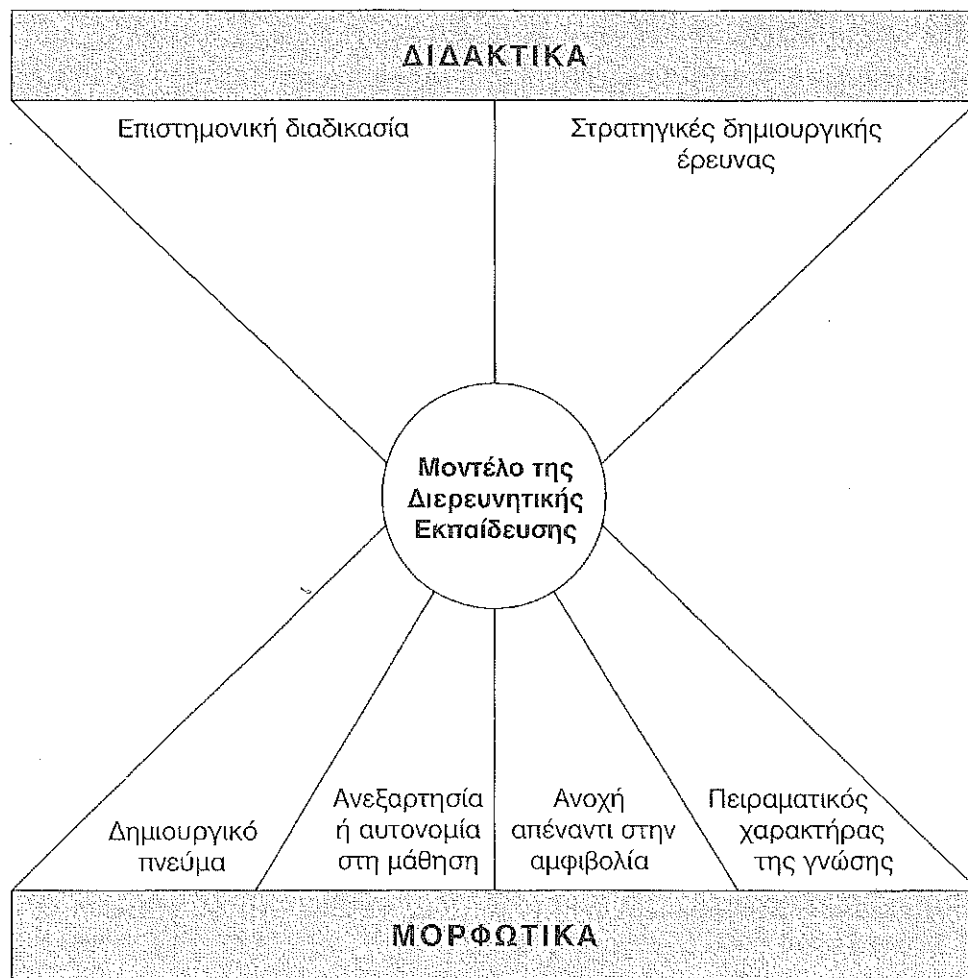 ΔΙΔΑΚΤΙΚΑ
Επιστημονική διαδικασία
Στρατηγικές δημιουργικής
έρευνας
Μοντέλο της
Διερευνητικής
Εκπαίδευσης
Δημιουργικό
πνεύμα
Ανεξαρτησία
ή αυτονομία
στη μάθηση
Ανοχή
απέναντι στην
αμφιβολία
Πειραματικός
χαρακτήρας
της γνώσης
ΜΟΡΦΩΤΙΚΑ